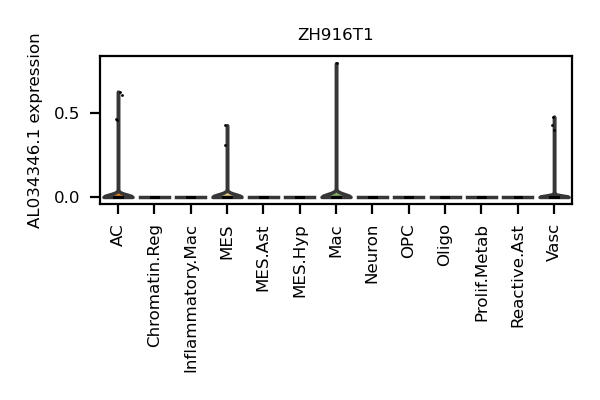 ZH916T1
AL034346.1 expression
0.5
0.0
AC
Chromatin.Reg
Inflammatory.Mac
MES
MES.Ast
MES.Hyp
Mac
Neuron
OPC
Oligo
Prolif.Metab
Reactive.Ast
Vasc